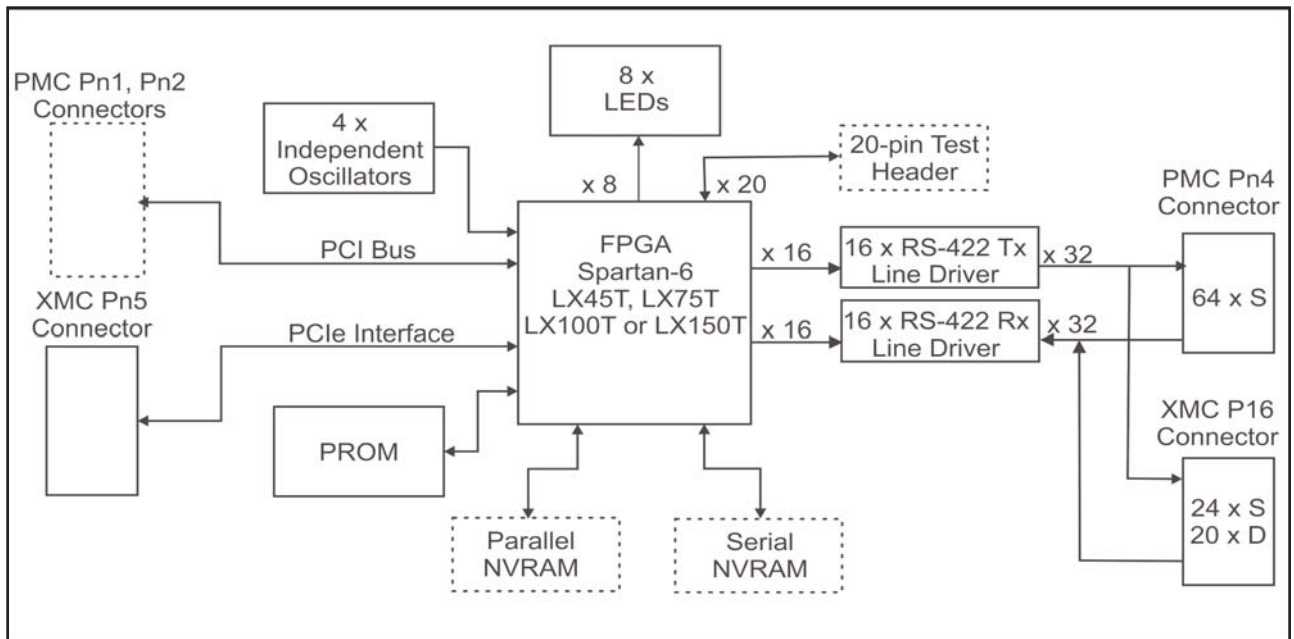 PMC Pn1, Pn2
Connectors
4 x
Independent
Oscillators
8 x
LEDs
20-pin Test
Header
x 8
x 20
PMC Pn4
Connector
PCI Bus
FPGA
Spartan-6
LX45T, LX75T
LX100T or LX150T
x 16
16 x RS-422 Tx
Line Driver
x 32
64 x S
XMC Pn5
Connector
PCIe Interface
x 16
16 x RS-422 Rx
Line Driver
x 32
PROM
XMC P16
Connector
24 x S
20 x D
Parallel
NVRAM
Serial
NVRAM